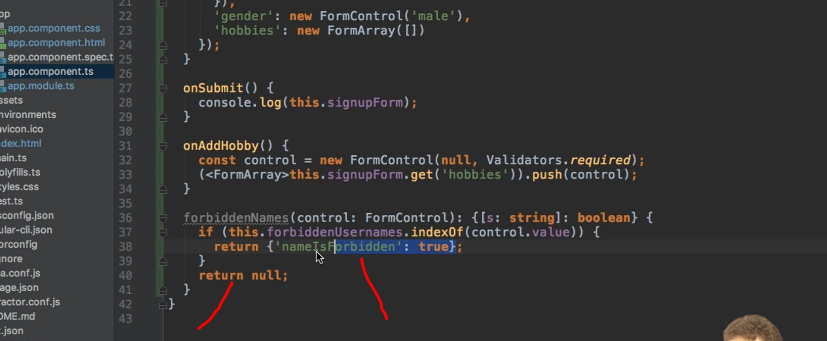 pp
app.component.css
app.component.html
app.component.spec.t
app.component.ts
app.module.ts
ssets
nvironments
avicon.ico
ndex.html
ain.ts
olyfills.ts
tyles.css
est.ts
sconfig.json
ular-cli.json
orconfig
gnore
a.conf.js
age.json
ractor.conf.js
OME.md
t.json
21 }),
22 'gender': new FormControl('male'),
23 'hobbies': new FormArray([])
24 });
25 }
26
27 onSubmit() {
28 console.log(this.signupForm);
29 }
30
31 onAddHobby() {
32 const control = new FormControl(null, Validators.required);
33 (<FormArray>this.signupForm.get('hobbies')).push(control);
34 }
35
36 forbiddenNames(control: FormControl): {[s: string]: boolean} {
37 if (this.forbiddenUsernames.indexOf(control.value)) {
38 return {'nameIsForbidden': true};
39 }
40 return null;
41 }
42 }
43